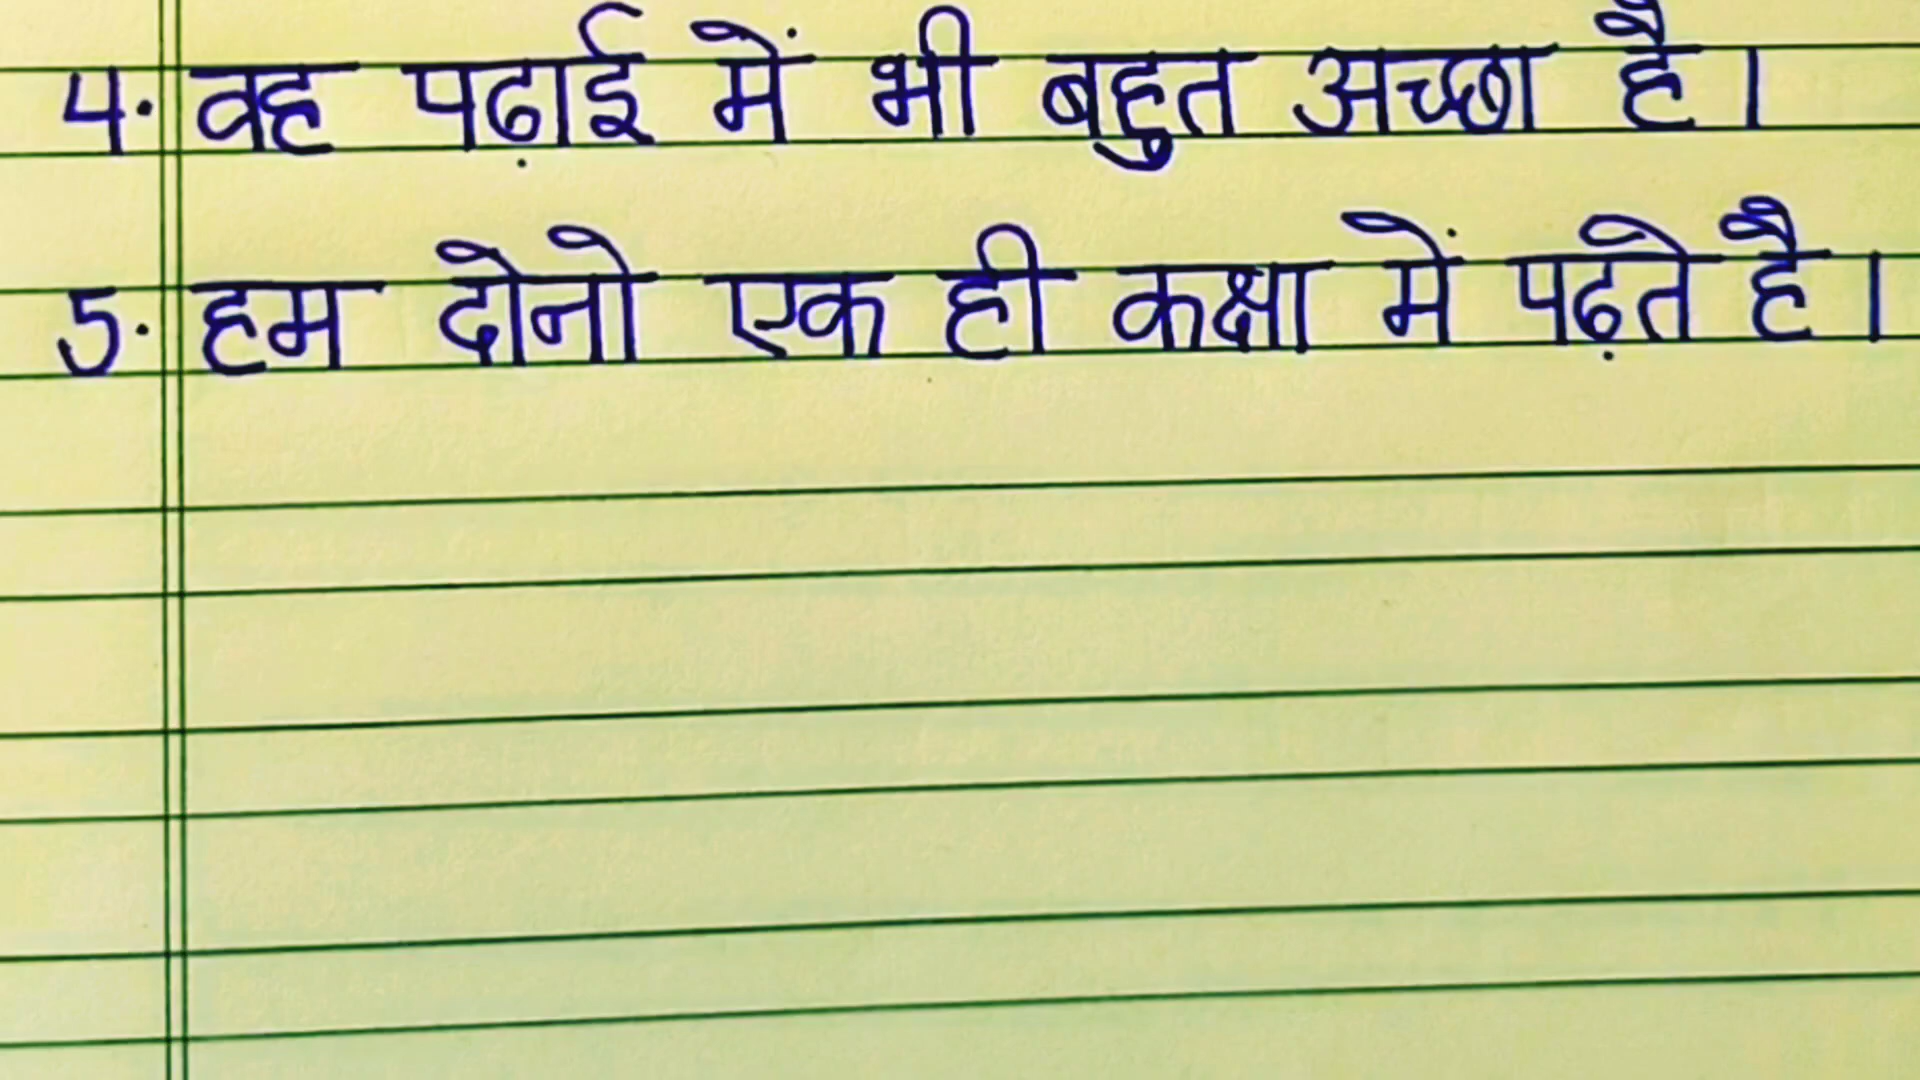 4. वह पढ़ाई में भी बहुत अच्छा है।
5. हम दोनो एक ही कक्षा में पढ़ते है।